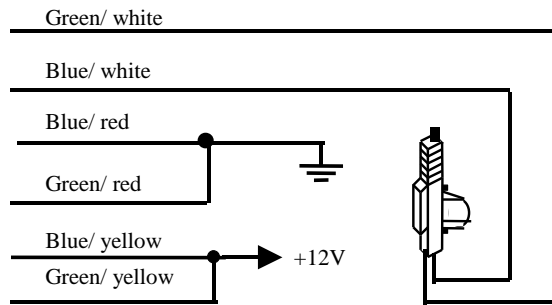 Green/ white
Blue/ white
Blue/ red
Green/ red
Blue/ yellow
+12V
Green/ yellow